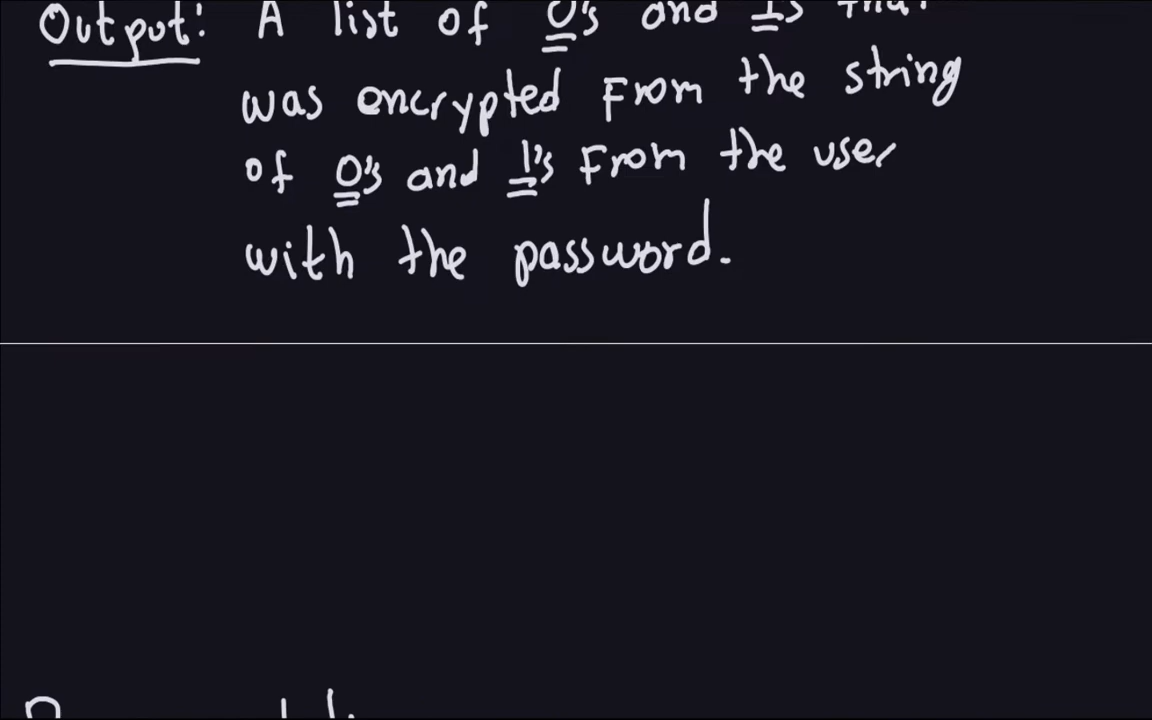 Output: A list of 0's and 1's that
was encrypted From the string
of 0's and 1's From the user
with the password.